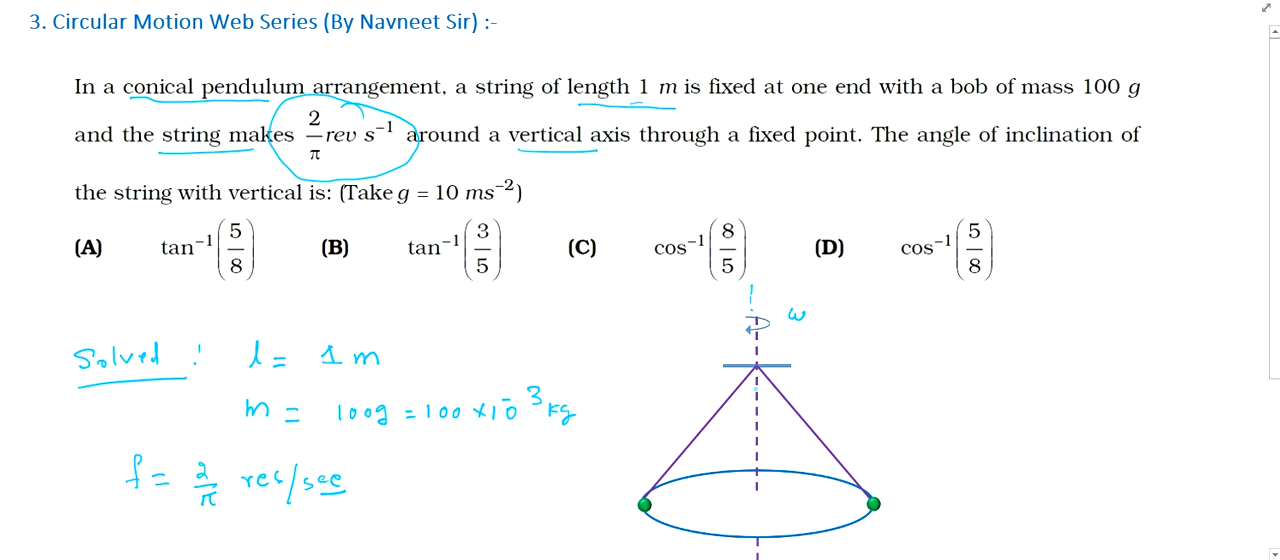 3. Circular Motion Web Series (By Navneet Sir) :-
In a conical pendulum arrangement, a string of length 1 m is fixed at one end with a bob of mass 100 g
and the string makes 2/π rev s⁻¹ around a vertical axis through a fixed point. The angle of inclination of
the string with vertical is: (Take g = 10 ms⁻²)
(A) tan⁻¹(5/8) (B) tan⁻¹(3/5) (C) cos⁻¹(8/5) (D) cos⁻¹(5/8)
ω
Solved : l = 1 m
m = 100g = 100 ×10⁻³ kg
f = 2/π rev/sec